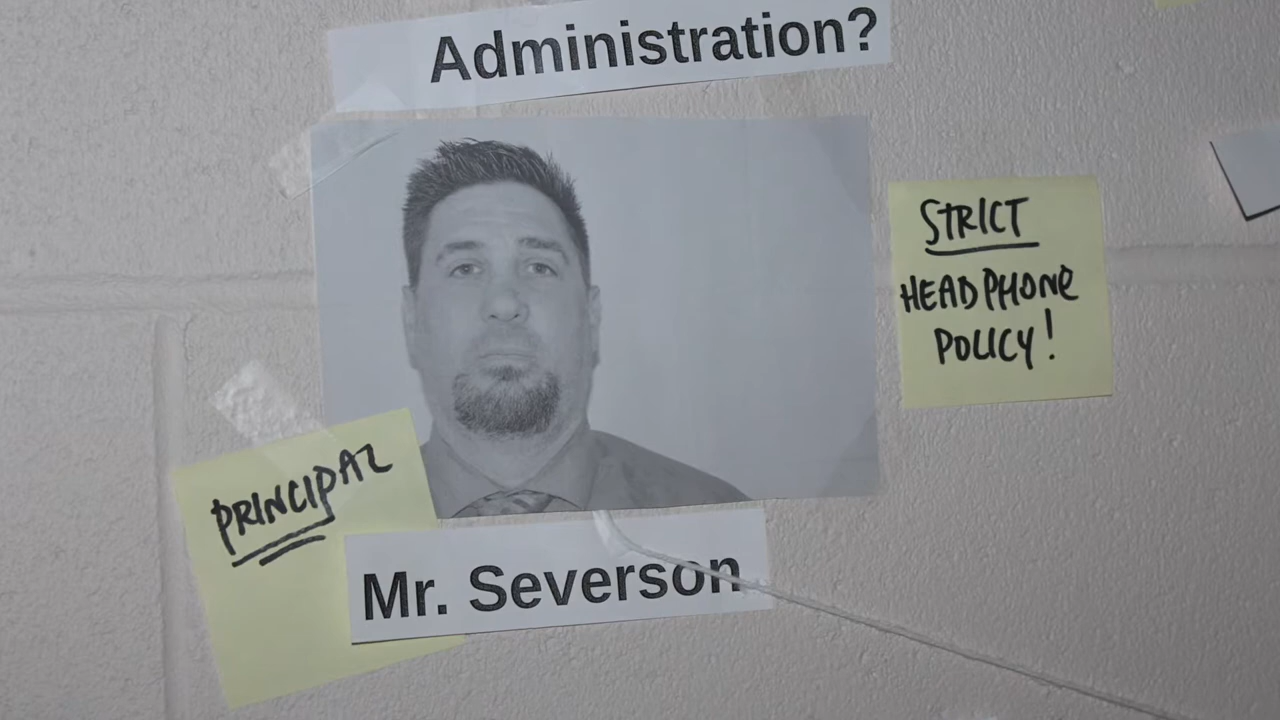 Administration?
STRICT
HEADPHONE
POLICY!
PRINCIPAL
Mr. Severson